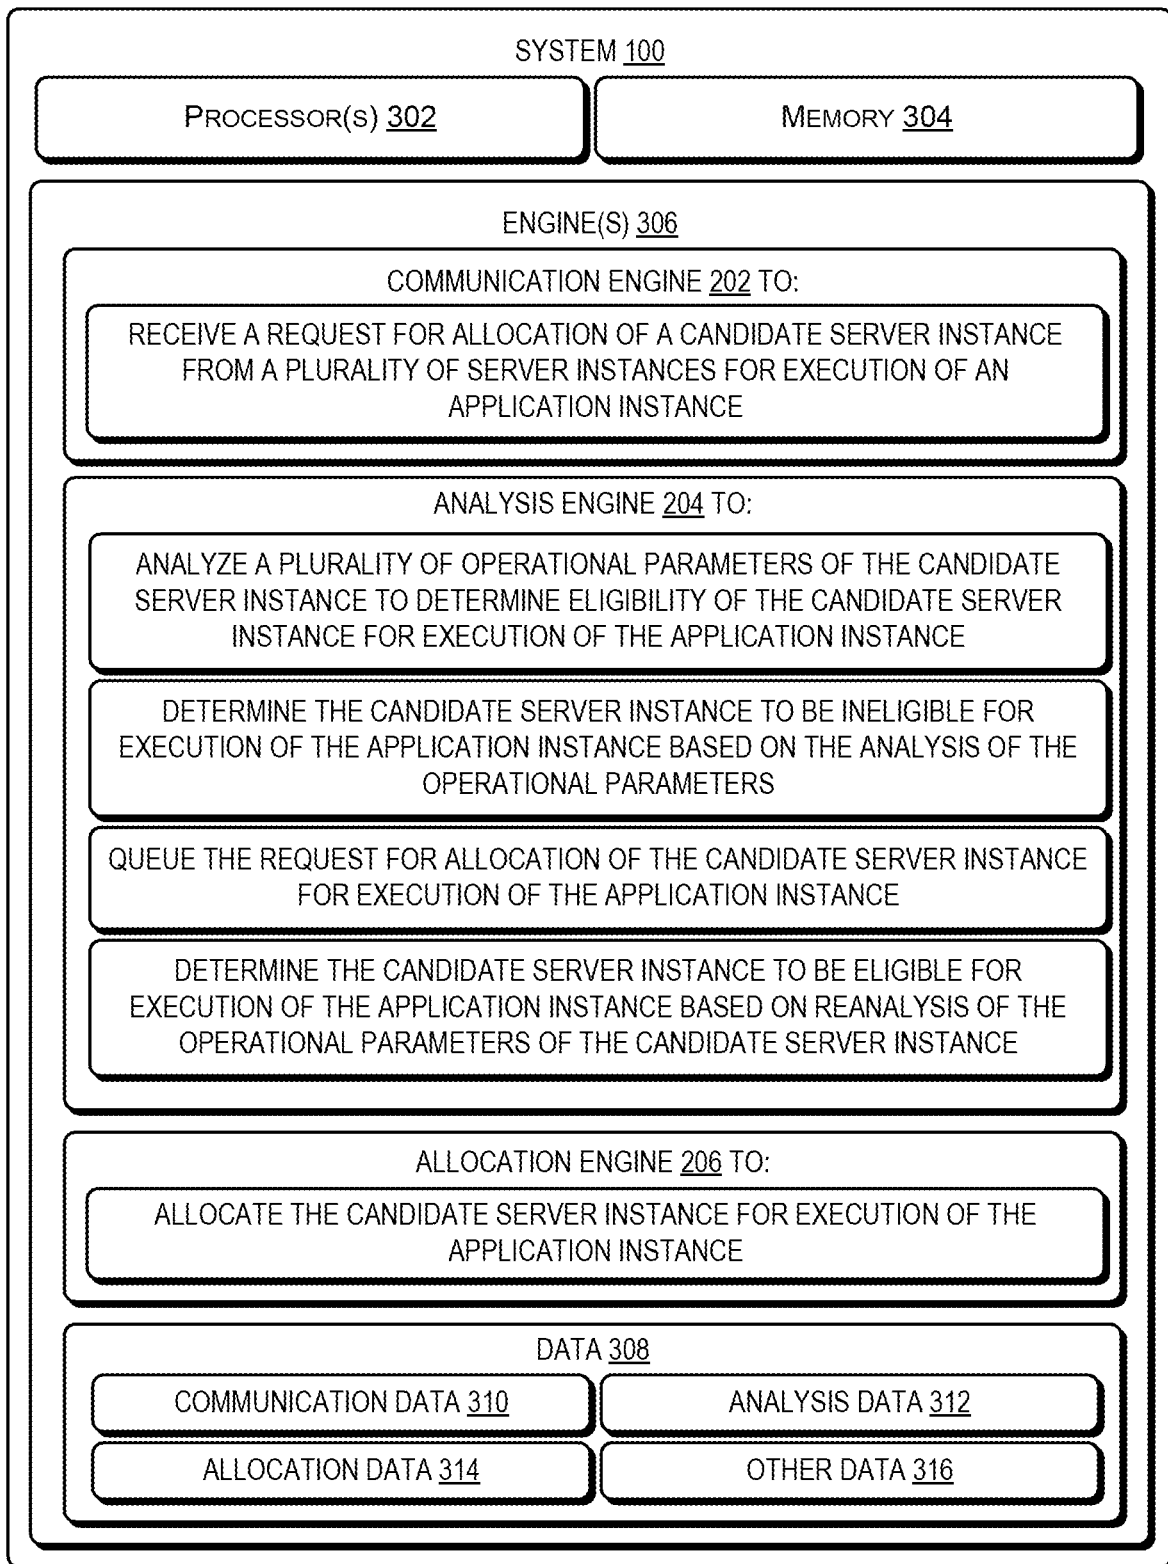 SYSTEM 100
PROCESSOR(S) 302
MEMORY 304
ENGINE(S) 306
COMMUNICATION ENGINE 202 TO:
RECEIVE A REQUEST FOR ALLOCATION OF A CANDIDATE SERVER INSTANCE
FROM A PLURALITY OF SERVER INSTANCES FOR EXECUTION OF AN
APPLICATION INSTANCE
ANALYSIS ENGINE 204 TO:
ANALYZE A PLURALITY OF OPERATIONAL PARAMETERS OF THE CANDIDATE
SERVER INSTANCE TO DETERMINE ELIGIBILITY OF THE CANDIDATE SERVER
INSTANCE FOR EXECUTION OF THE APPLICATION INSTANCE
DETERMINE THE CANDIDATE SERVER INSTANCE TO BE INELIGIBLE FOR
EXECUTION OF THE APPLICATION INSTANCE BASED ON THE ANALYSIS OF THE
OPERATIONAL PARAMETERS
QUEUE THE REQUEST FOR ALLOCATION OF THE CANDIDATE SERVER INSTANCE
FOR EXECUTION OF THE APPLICATION INSTANCE
DETERMINE THE CANDIDATE SERVER INSTANCE TO BE ELIGIBLE FOR
EXECUTION OF THE APPLICATION INSTANCE BASED ON REANALYSIS OF THE
OPERATIONAL PARAMETERS OF THE CANDIDATE SERVER INSTANCE
ALLOCATION ENGINE 206 TO:
ALLOCATE THE CANDIDATE SERVER INSTANCE FOR EXECUTION OF THE
APPLICATION INSTANCE
DATA 308
COMMUNICATION DATA 310
ANALYSIS DATA 312
ALLOCATION DATA 314
OTHER DATA 316